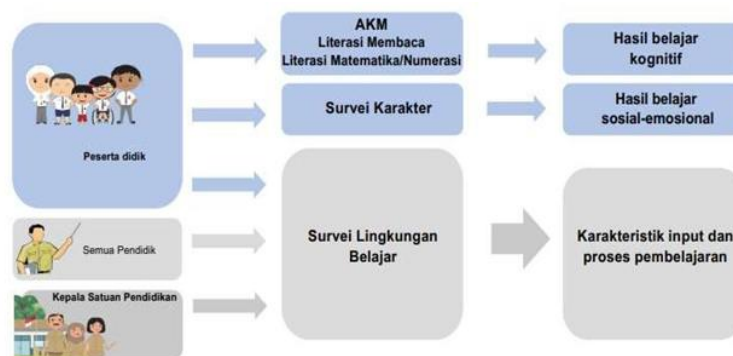 AKM
Literasi Membaca
Literasi Matematika/Numerasi
Hasil belajar
kognitif
Survei Karakter
Hasil belajar
sosial-emosional
Peserta didik
Semua Pendidik
Survei Lingkungan
Belajar
Karakteristik input dan
proses pembelajaran
Kepala Satuan Pendidikan